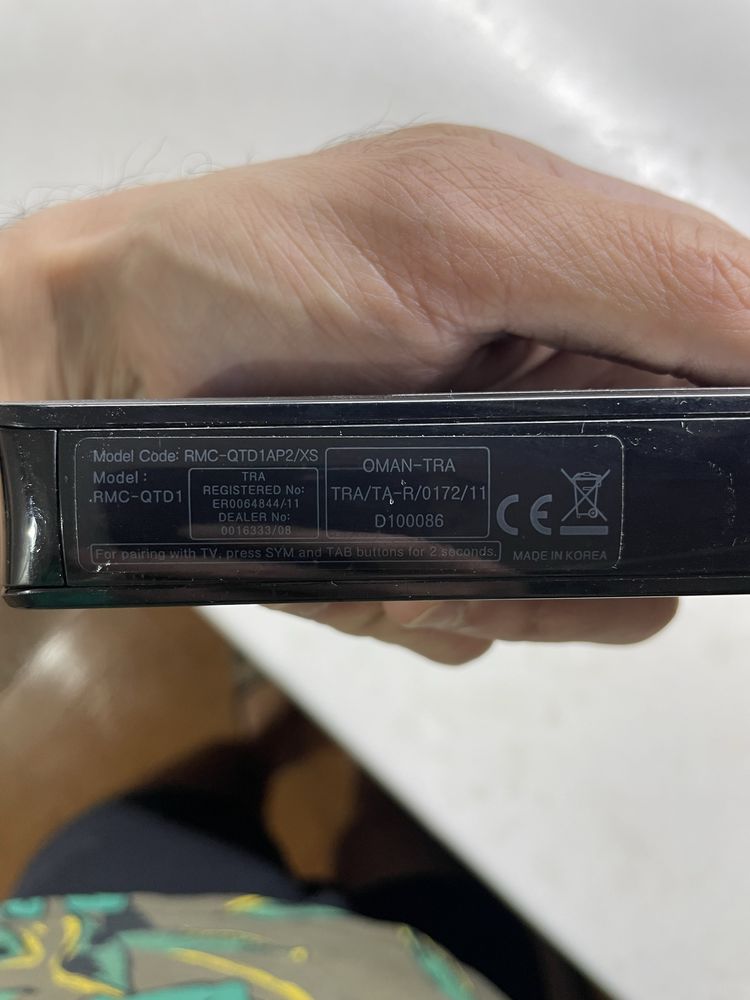 Model Code: RMC-QTD1AP2/XS
Model :
RMC-QTD1
TRA
REGISTERED No:
ER0064844/11
DEALER No:
0016333/08
OMAN-TRA
TRA/TA-R/0172/11
D100086
CE
For pairing with TV, press SYM and TAB buttons for 2 seconds.
MADE IN KOREA